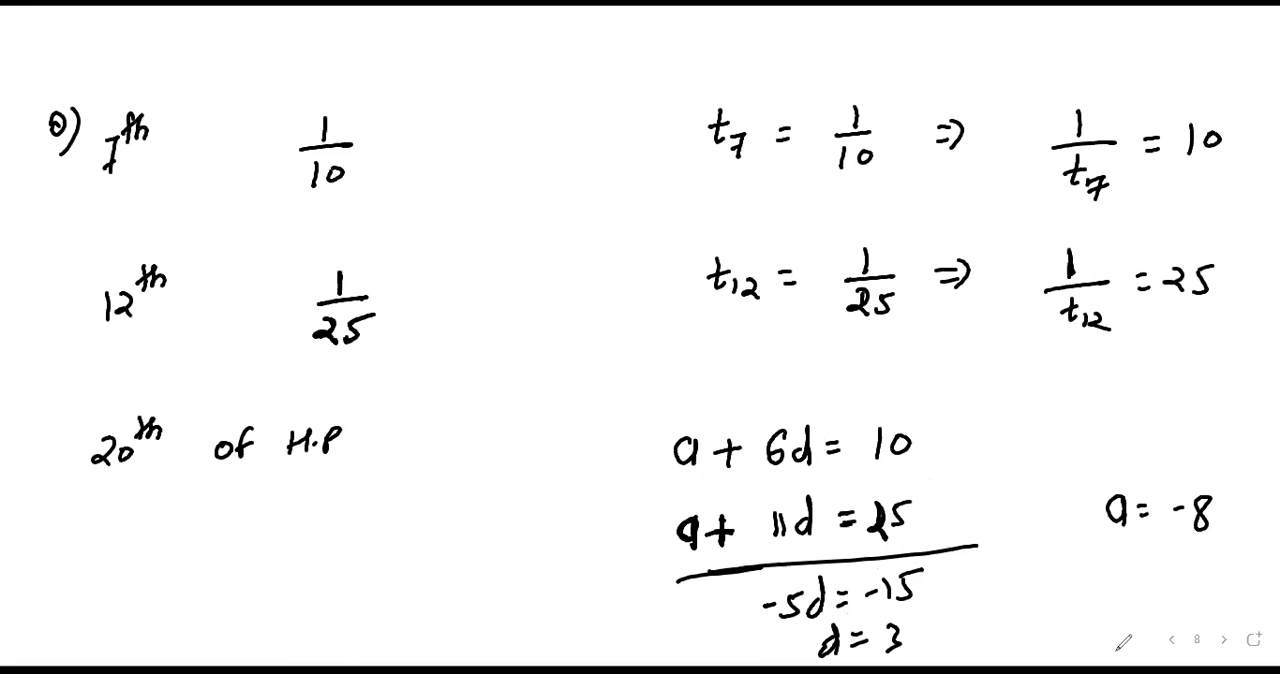 Q) 7th 1/10
12th 1/25
20th of H.P
t7 = 1/10 => 1/t7 = 10
t12 = 1/25 => 1/t12 = 25
a + 6d = 10
a + 11d = 25
-5d = -15
d = 3
a = -8
8